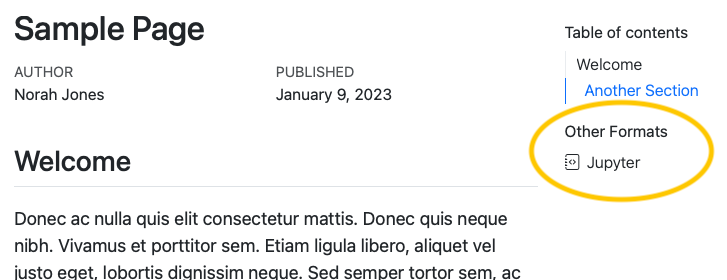 Sample Page
AUTHOR
Norah Jones
PUBLISHED
January 9, 2023
Welcome
Donec ac nulla quis elit consectetur mattis. Donec quis neque
nibh. Vivamus et porttitor sem. Etiam ligula libero, aliquet vel
justo eget, lobortis dignissim neque. Sed semper tortor sem, ac
Table of contents
Welcome
Another Section
Other Formats
Jupyter